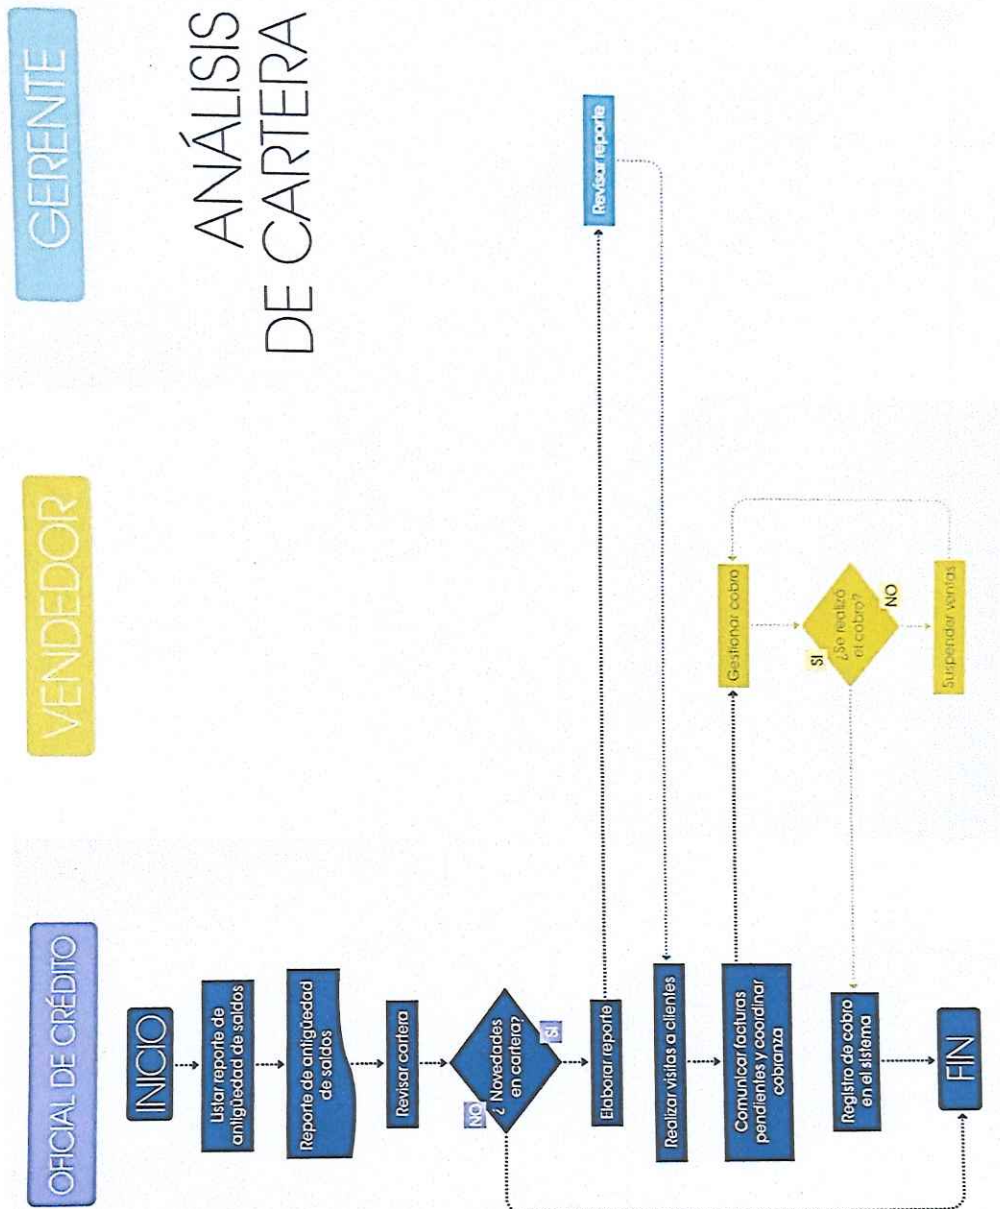 OFICIAL DE CRÉDITO
VENDEDOR
GERENTE
ANÁLISIS
DE CARTERA
INICIO
Listar reporte de
antigüedad de saldos
Reporte de antigüedad
de saldos
Revisar cartera
¿ Novedades
en cartera?
NO
SI
Elaborar reporte
Revisar reporte
Realizar visitas a clientes
Comunicar facturas
pendientes y coordinar
cobranza
Gestionar cobro
¿Se realizó
el cobro?
SI
NO
Suspender ventas
Registro de cobro
en el sistema
FIN